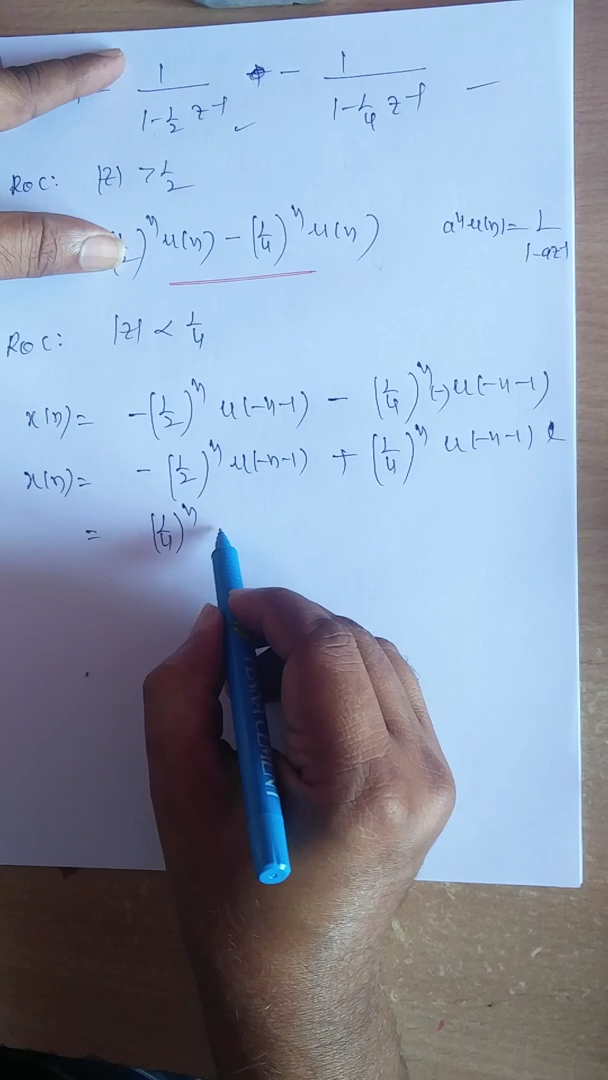 1/(1-1/2 z-1) - 1/(1-1/4 z-1) -
ROC: |z| > 1/2
)^n u(n) - (1/4)^n u(n) a^n u(n) = 1/(1-az-1
ROC: |z| < 1/4
x(n) = -(1/2)^n u(-n-1) - (1/4)^n (-) u(-n-1)
x(n) = -(1/2)^n u(-n-1) + (1/4)^n u(-n-1)
= (1/4)^n
CEMENT